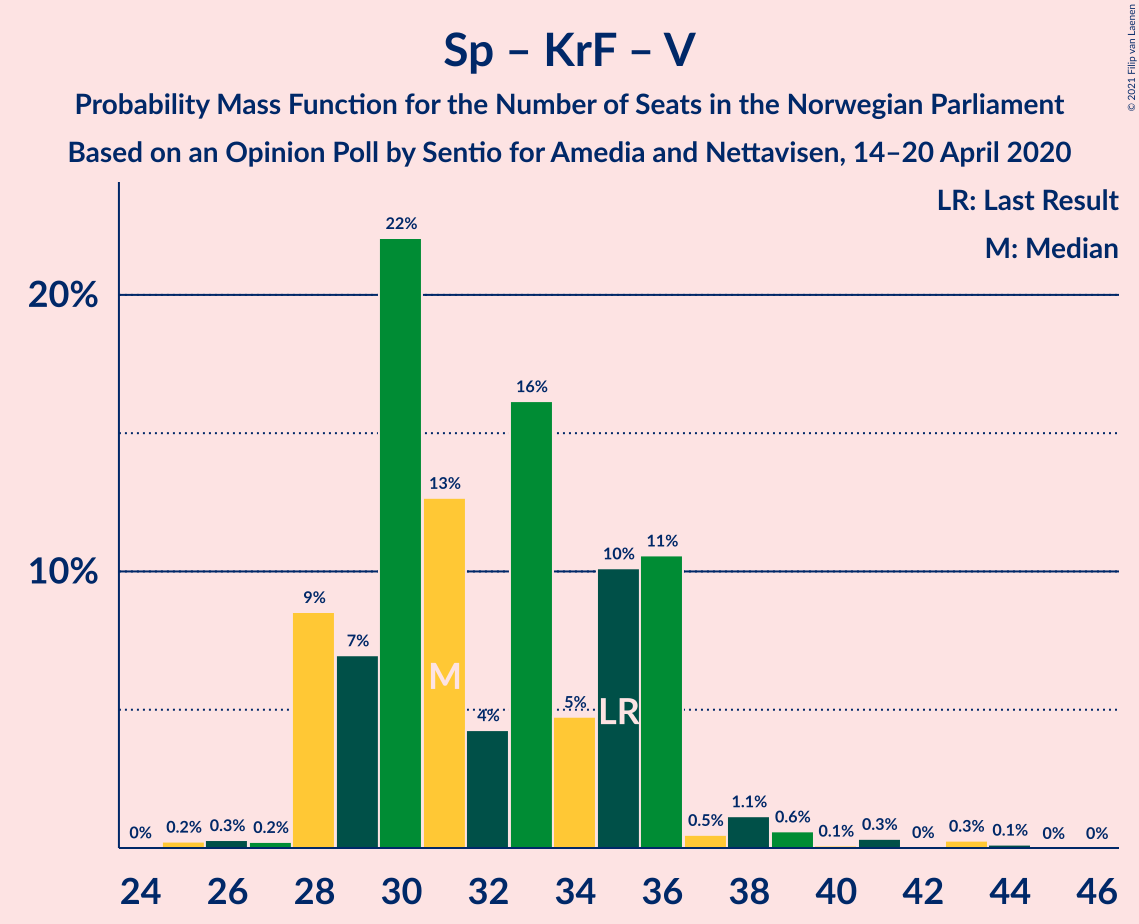 Sp – KrF – V
Probability Mass Function for the Number of Seats in the Norwegian Parliament
Based on an Opinion Poll by Sentio for Amedia and Nettavisen, 14–20 April 2020
© 2021 Filip van Laenen
LR: Last Result
M: Median
20%
10%
0% 0.2% 0.3% 0.2% 9% 7% 22% 13% 4% 16% 5% 10% 11% 0.5% 1.1% 0.6% 0.1% 0.3% 0% 0.3% 0.1% 0% 0%
M
LR
24 26 28 30 32 34 36 38 40 42 44 46